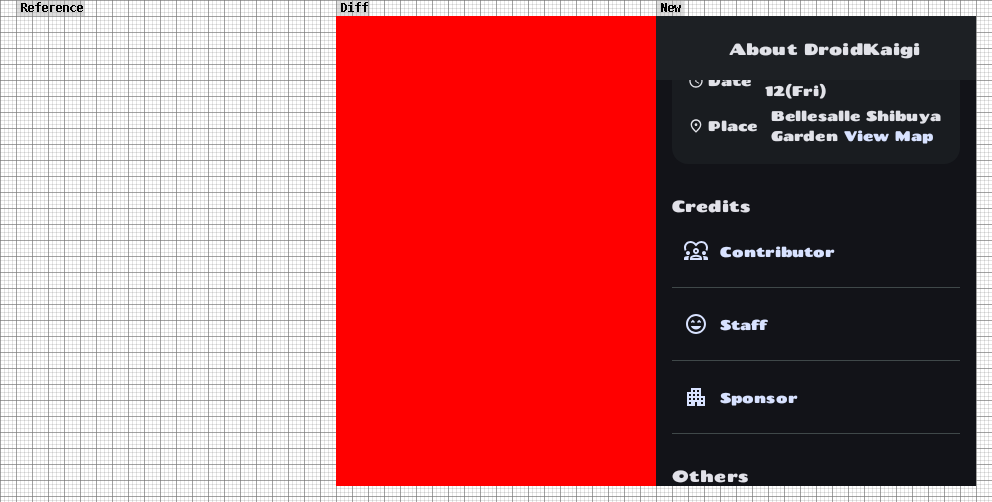 Reference
Diff
New
About DroidKaigi
Date
12(Fri)
Place
Bellesalle Shibuya
Garden View Map
Credits
Contributor
Staff
Sponsor
Others